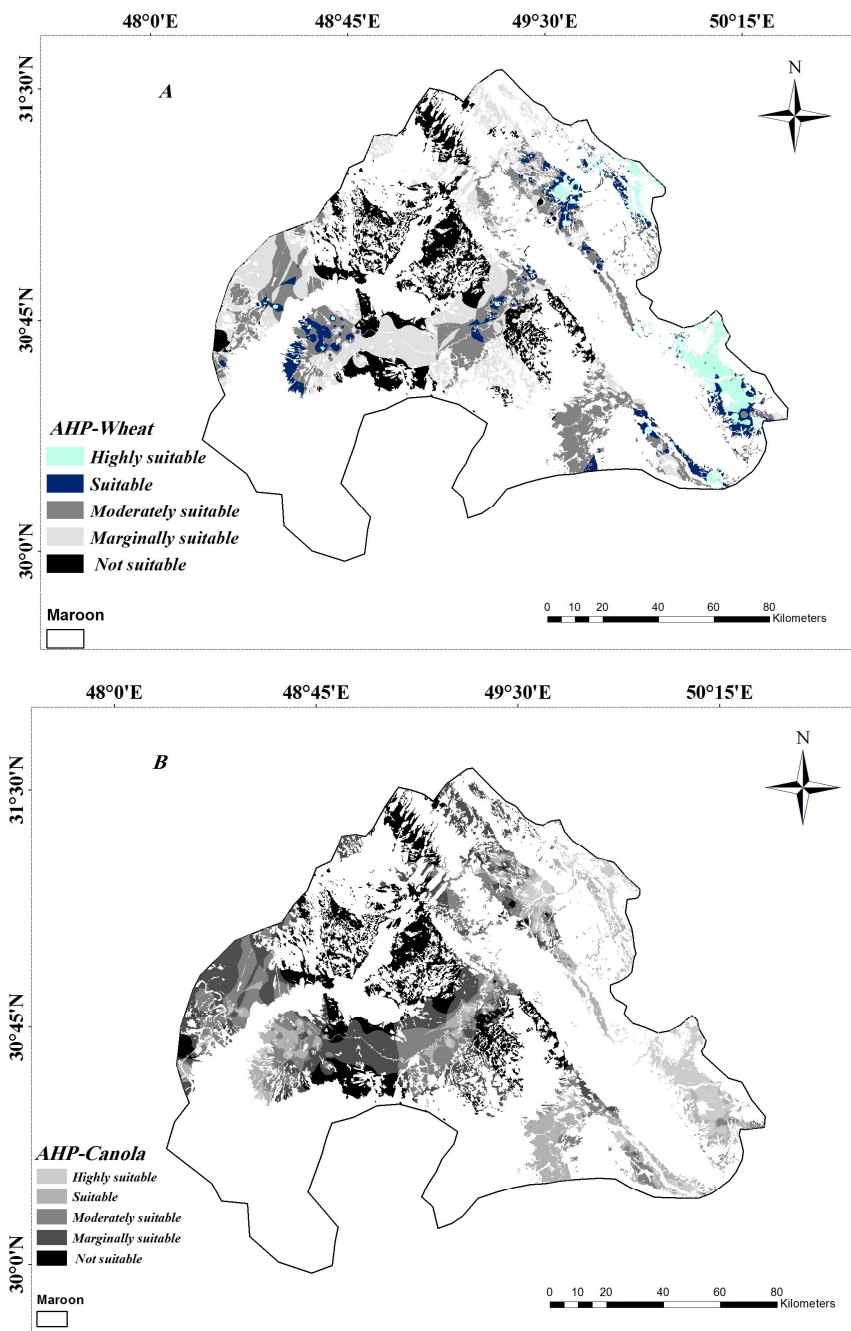 48°0'E 48°45'E 49°30'E 50°15'E
A
N
31°30'N
30°45'N
30°0'N
AHP-Wheat
Highly suitable
Suitable
Moderately suitable
Marginally suitable
Not suitable
Maroon
0 10 20 40 60 80
Kilometers
48°0'E 48°45'E 49°30'E 50°15'E
B
N
31°30'N
30°45'N
30°0'N
AHP-Canola
Highly suitable
Suitable
Moderately suitable
Marginally suitable
Not suitable
Maroon
0 10 20 40 60 80
Kilometers